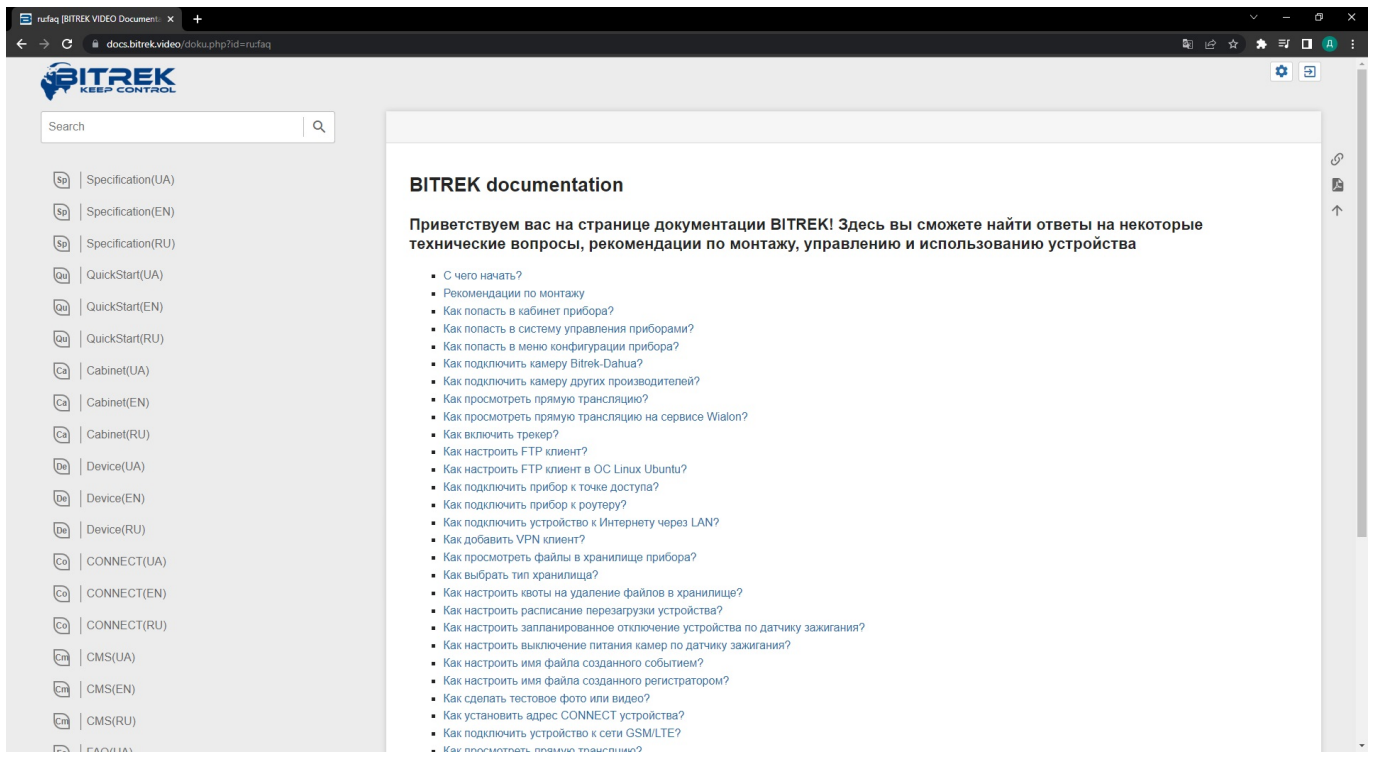 ru:faq [BITREK VIDEO Documenta
docs.bitrek.video/doku.php?id=ru:faq
Д
BITREK
KEEP CONTROL
Search
Sp Specification(UA)
Sp Specification(EN)
Sp Specification(RU)
Qu QuickStart(UA)
Qu QuickStart(EN)
Qu QuickStart(RU)
Ca Cabinet(UA)
Ca Cabinet(EN)
Ca Cabinet(RU)
De Device(UA)
De Device(EN)
De Device(RU)
Co CONNECT(UA)
Co CONNECT(EN)
Co CONNECT(RU)
Cm CMS(UA)
Cm CMS(EN)
Cm CMS(RU)
FAQ(UA)
BITREK documentation
Приветствуем вас на странице документации BITREK! Здесь вы сможете найти ответы на некоторые
технические вопросы, рекомендации по монтажу, управлению и использованию устройства
С чего начать?
Рекомендации по монтажу
Как попасть в кабинет прибора?
Как попасть в систему управления приборами?
Как попасть в меню конфигурации прибора?
Как подключить камеру Bitrek-Dahua?
Как подключить камеру других производителей?
Как просмотреть прямую трансляцию?
Как просмотреть прямую трансляцию на сервисе Wialon?
Как включить трекер?
Как настроить FTP клиент?
Как настроить FTP клиент в ОС Linux Ubuntu?
Как подключить прибор к точке доступа?
Как подключить прибор к роутеру?
Как подключить устройство к Интернету через LAN?
Как добавить VPN клиент?
Как просмотреть файлы в хранилище прибора?
Как выбрать тип хранилища?
Как настроить квоты на удаление файлов в хранилище?
Как настроить расписание перезагрузки устройства?
Как настроить запланированное отключение устройства по датчику зажигания?
Как настроить выключение питания камер по датчику зажигания?
Как настроить имя файла созданного событием?
Как настроить имя файла созданного регистратором?
Как сделать тестовое фото или видео?
Как установить адрес CONNECT устройства?
Как подключить устройство к сети GSM/LTE?
Как просмотреть прямую трансляцию?